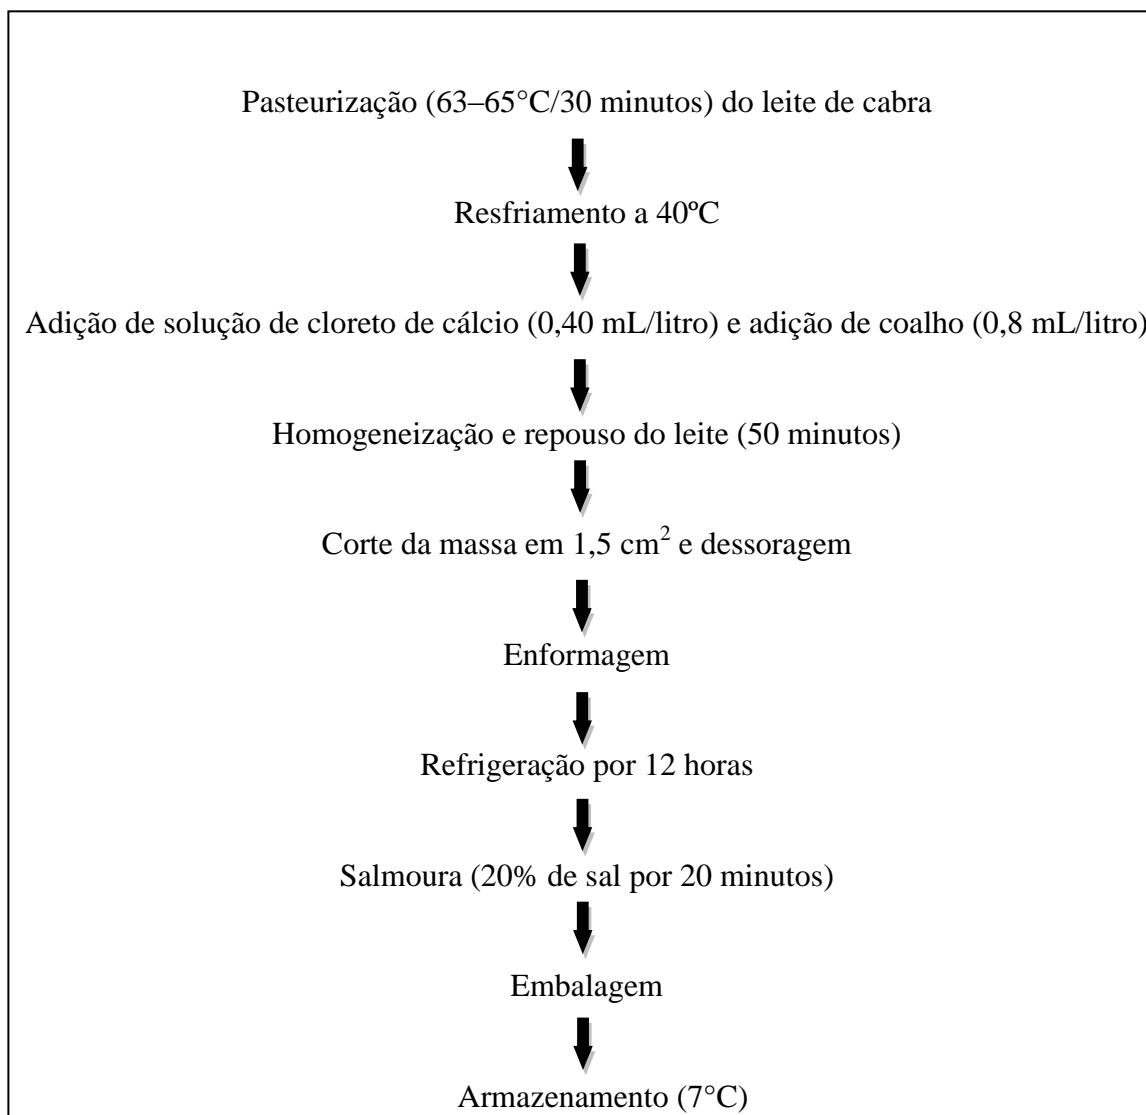 Pasteurização (63–65°C/30 minutos) do leite de cabra
Resfriamento a 40ºC
Adição de solução de cloreto de cálcio (0,40 mL/litro) e adição de coalho (0,8 mL/litro)
Homogeneização e repouso do leite (50 minutos)
Corte da massa em 1,5 cm² e dessoragem
Enformagem
Refrigeração por 12 horas
Salmoura (20% de sal por 20 minutos)
Embalagem
Armazenamento (7°C)